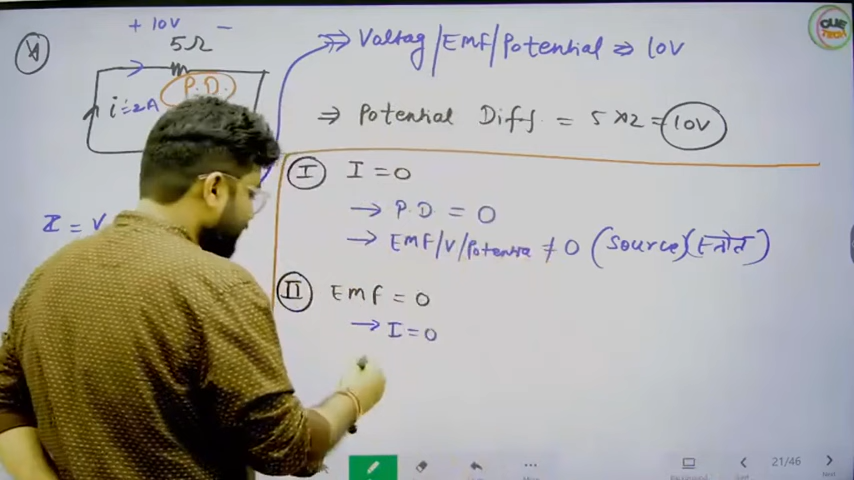 + 10V -
5Ω
P.D.
i = 2A
Voltag/EMF/Potential ⇒ 10V
⇒ Potential Diff. = 5×2 = 10V
I I = 0
→ P.D = 0
→ EMF/V/Potential ≠ 0 (Source)(स्त्रोत)
I = V
II EMF = 0
→ I = 0
21/46